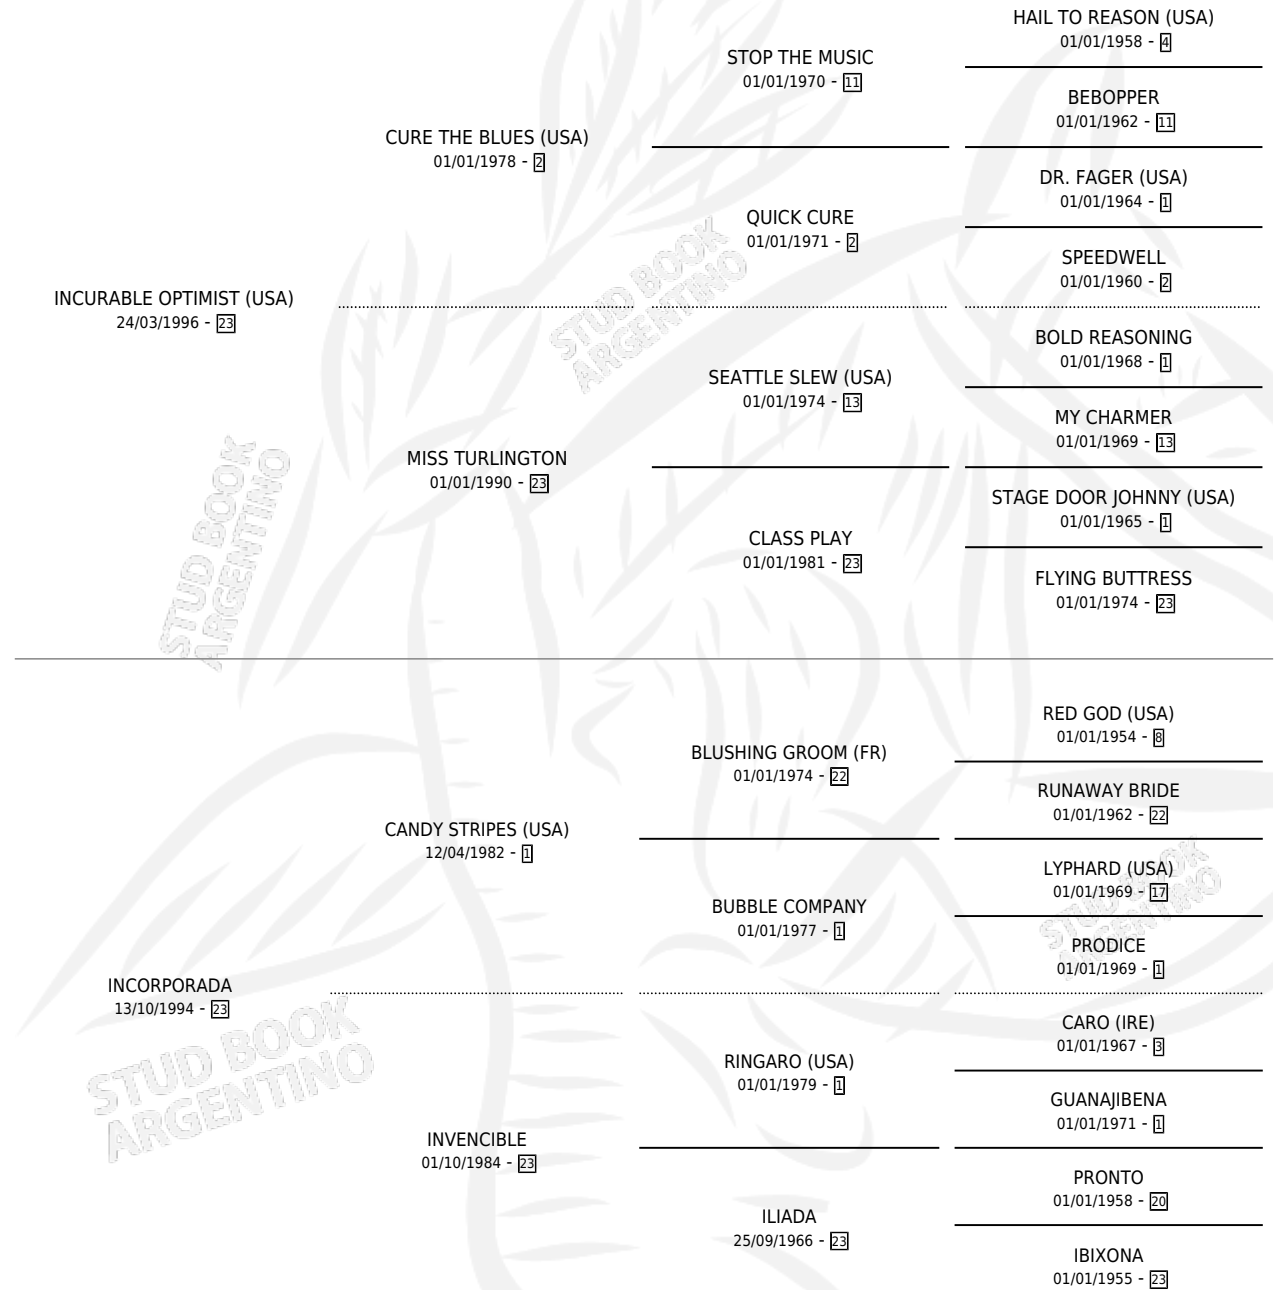 HAIL TO REASON (USA)
01/01/1958 - 4
STOP THE MUSIC
01/01/1970 - 11
BEBOPPER
01/01/1962 - 11
CURE THE BLUES (USA)
01/01/1978 - 2
DR. FAGER (USA)
01/01/1964 - 1
QUICK CURE
01/01/1971 - 2
SPEEDWELL
01/01/1960 - 2
INCURABLE OPTIMIST (USA)
24/03/1996 - 23
BOLD REASONING
01/01/1968 - 1
SEATTLE SLEW (USA)
01/01/1974 - 13
MY CHARMER
01/01/1969 - 13
MISS TURLINGTON
01/01/1990 - 23
STAGE DOOR JOHNNY (USA)
01/01/1965 - 1
CLASS PLAY
01/01/1981 - 23
FLYING BUTTRESS
01/01/1974 - 23
RED GOD (USA)
01/01/1954 - 8
BLUSHING GROOM (FR)
01/01/1974 - 22
RUNAWAY BRIDE
01/01/1962 - 22
CANDY STRIPES (USA)
12/04/1982 - 1
LYPHARD (USA)
01/01/1969 - 17
BUBBLE COMPANY
01/01/1977 - 1
PRODICE
01/01/1969 - 1
INCORPORADA
13/10/1994 - 23
CARO (IRE)
01/01/1967 - 3
RINGARO (USA)
01/01/1979 - 1
GUANAJIBENA
01/01/1971 - 1
INVENCIBLE
01/10/1984 - 23
PRONTO
01/01/1958 - 20
ILIADA
25/09/1966 - 23
IBIXONA
01/01/1955 - 23
STUD BOOK
ARGENTINO
STUD BOOK
ARGENTINO
STUD BOOK
ARGENTINO
STUD BOOK
ARGENTINO